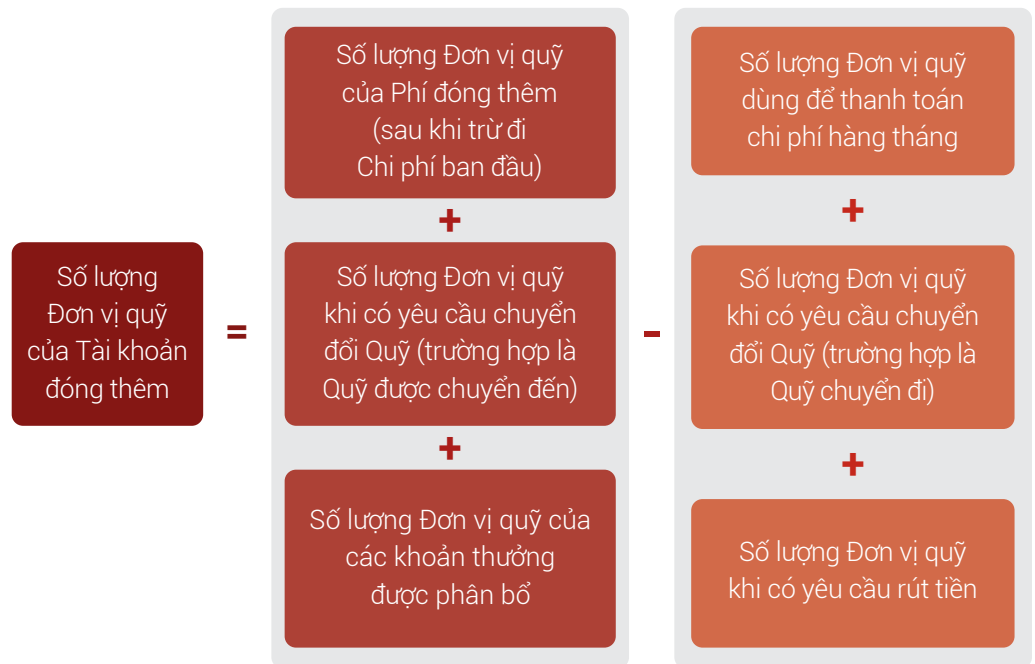 Số lượng
Đơn vị quỹ
của Tài khoản
đóng thêm
=
Số lượng Đơn vị quỹ
của Phí đóng thêm
(sau khi trừ đi
Chi phí ban đầu)
+
Số lượng Đơn vị quỹ
khi có yêu cầu chuyển
đổi Quỹ (trường hợp là
Quỹ được chuyển đến)
+
Số lượng Đơn vị quỹ của
các khoản thưởng
được phân bổ
-
Số lượng Đơn vị quỹ
dùng để thanh toán
chi phí hàng tháng
+
Số lượng Đơn vị quỹ
khi có yêu cầu chuyển
đổi Quỹ (trường hợp là
Quỹ chuyển đi)
+
Số lượng Đơn vị quỹ
khi có yêu cầu rút tiền